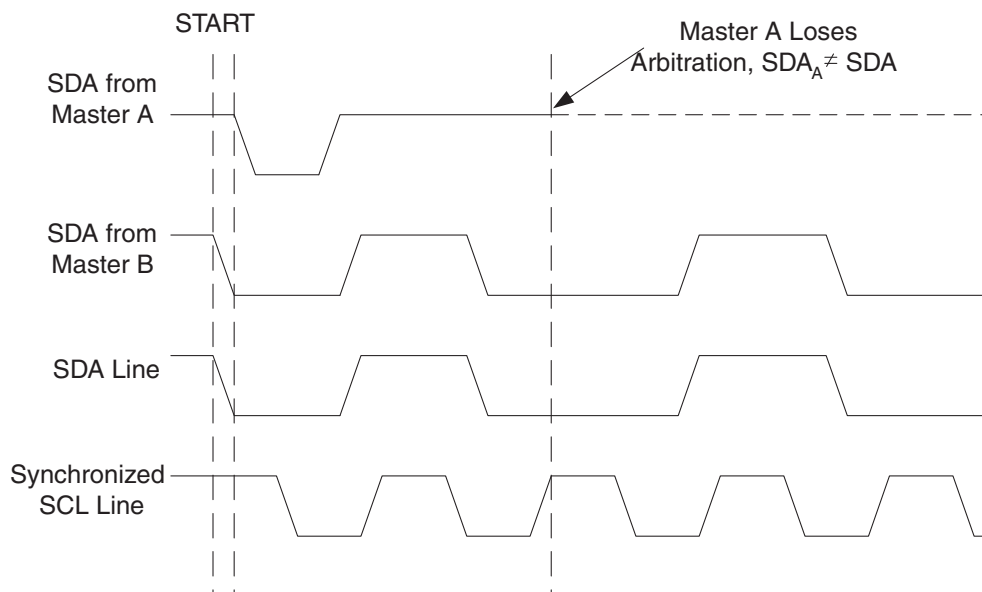 START
Master A Loses
Arbitration, SDA_A ≠ SDA
SDA from
Master A
SDA from
Master B
SDA Line
Synchronized
SCL Line